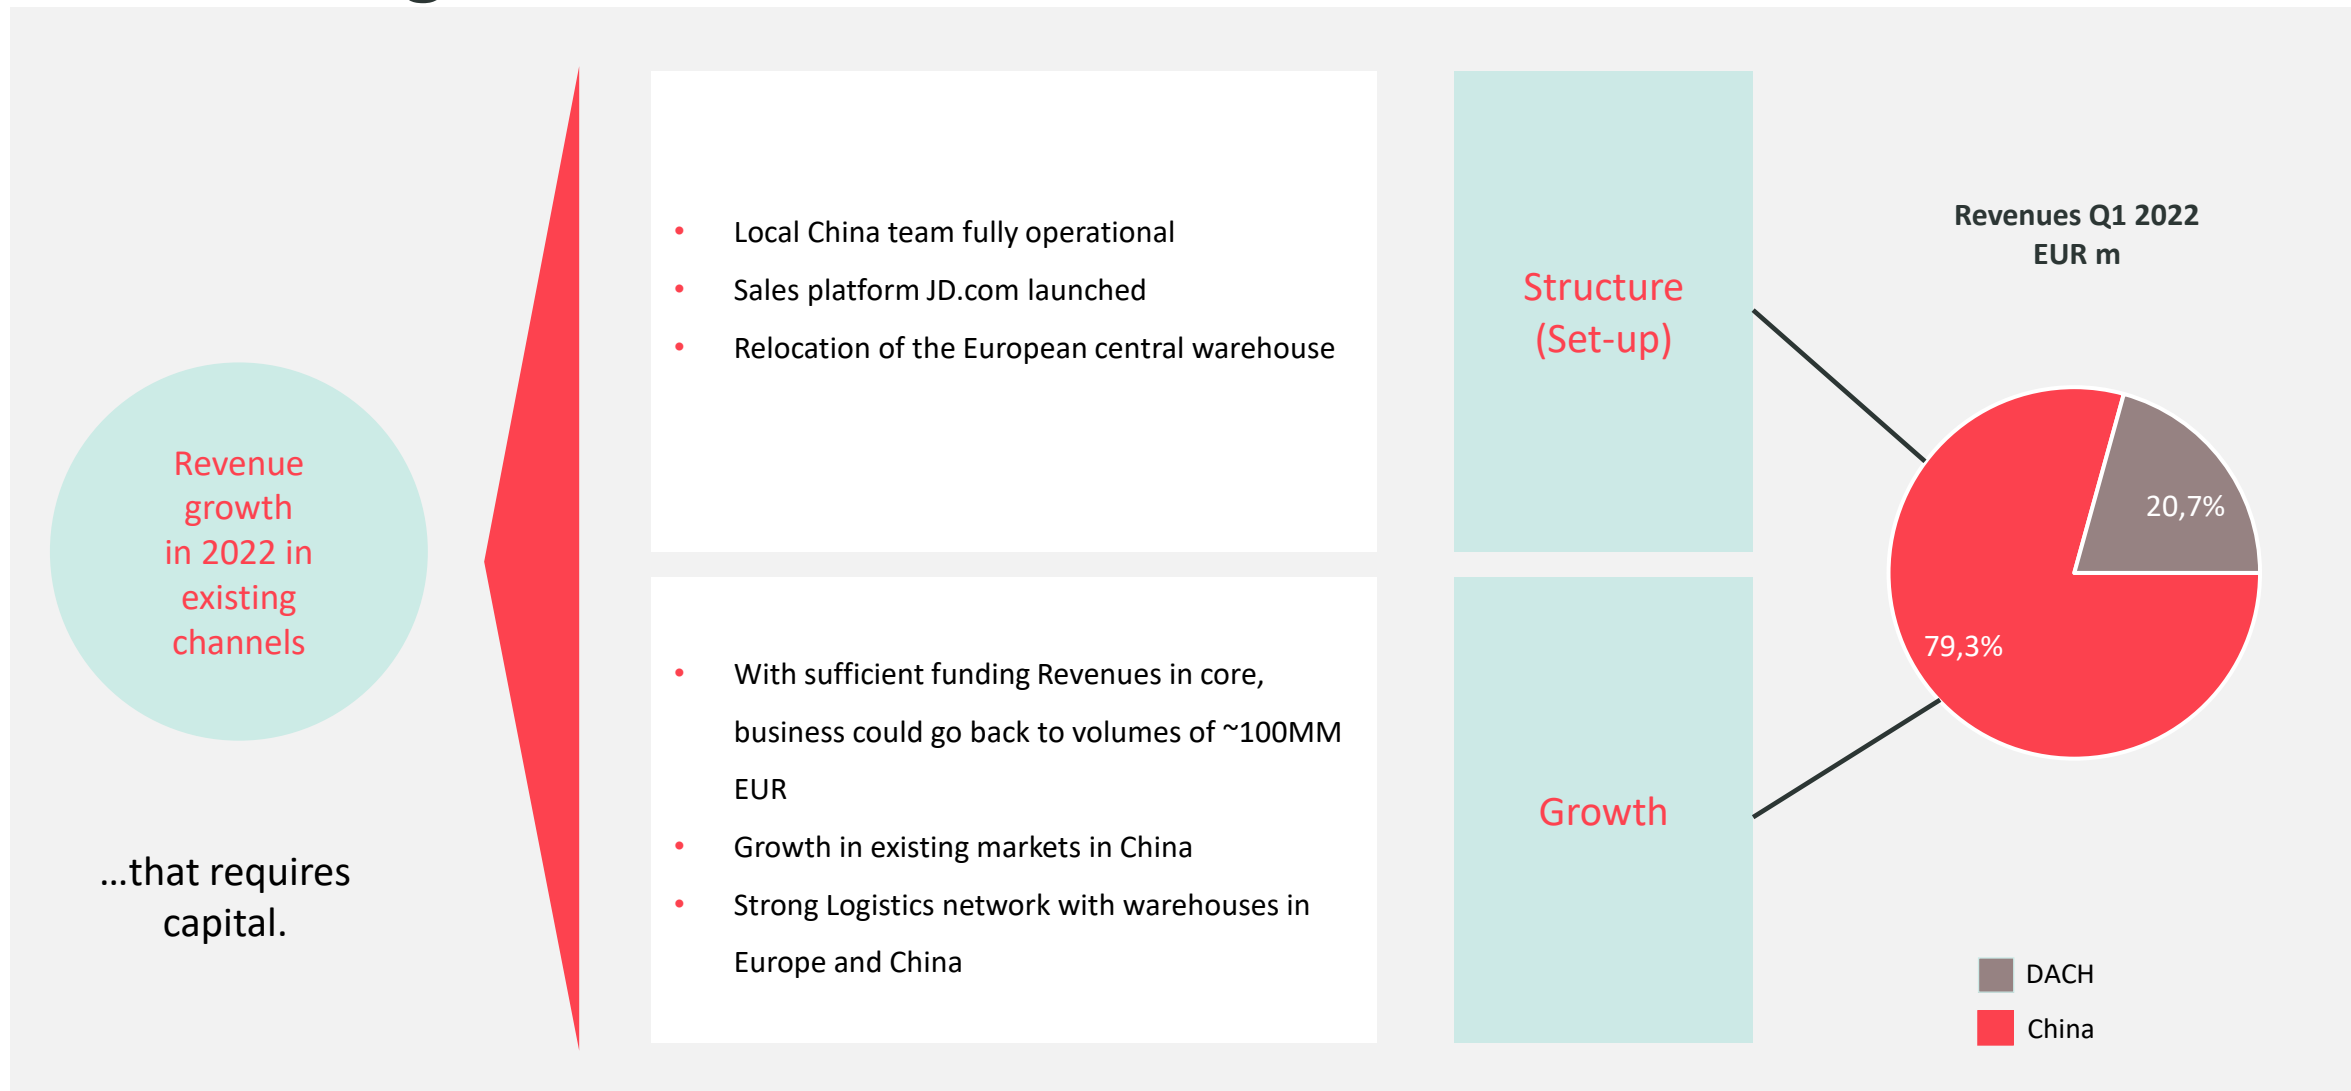 Revenue
growth
in 2022 in
existing
channels
...that requires
capital.
• Local China team fully operational
• Sales platform JD.com launched
• Relocation of the European central warehouse
• With sufficient funding Revenues in core,
business could go back to volumes of ~100MM
EUR
• Growth in existing markets in China
• Strong Logistics network with warehouses in
Europe and China
Structure
(Set-up)
Growth
Revenues Q1 2022
EUR m
20,7%
79,3%
DACH
China